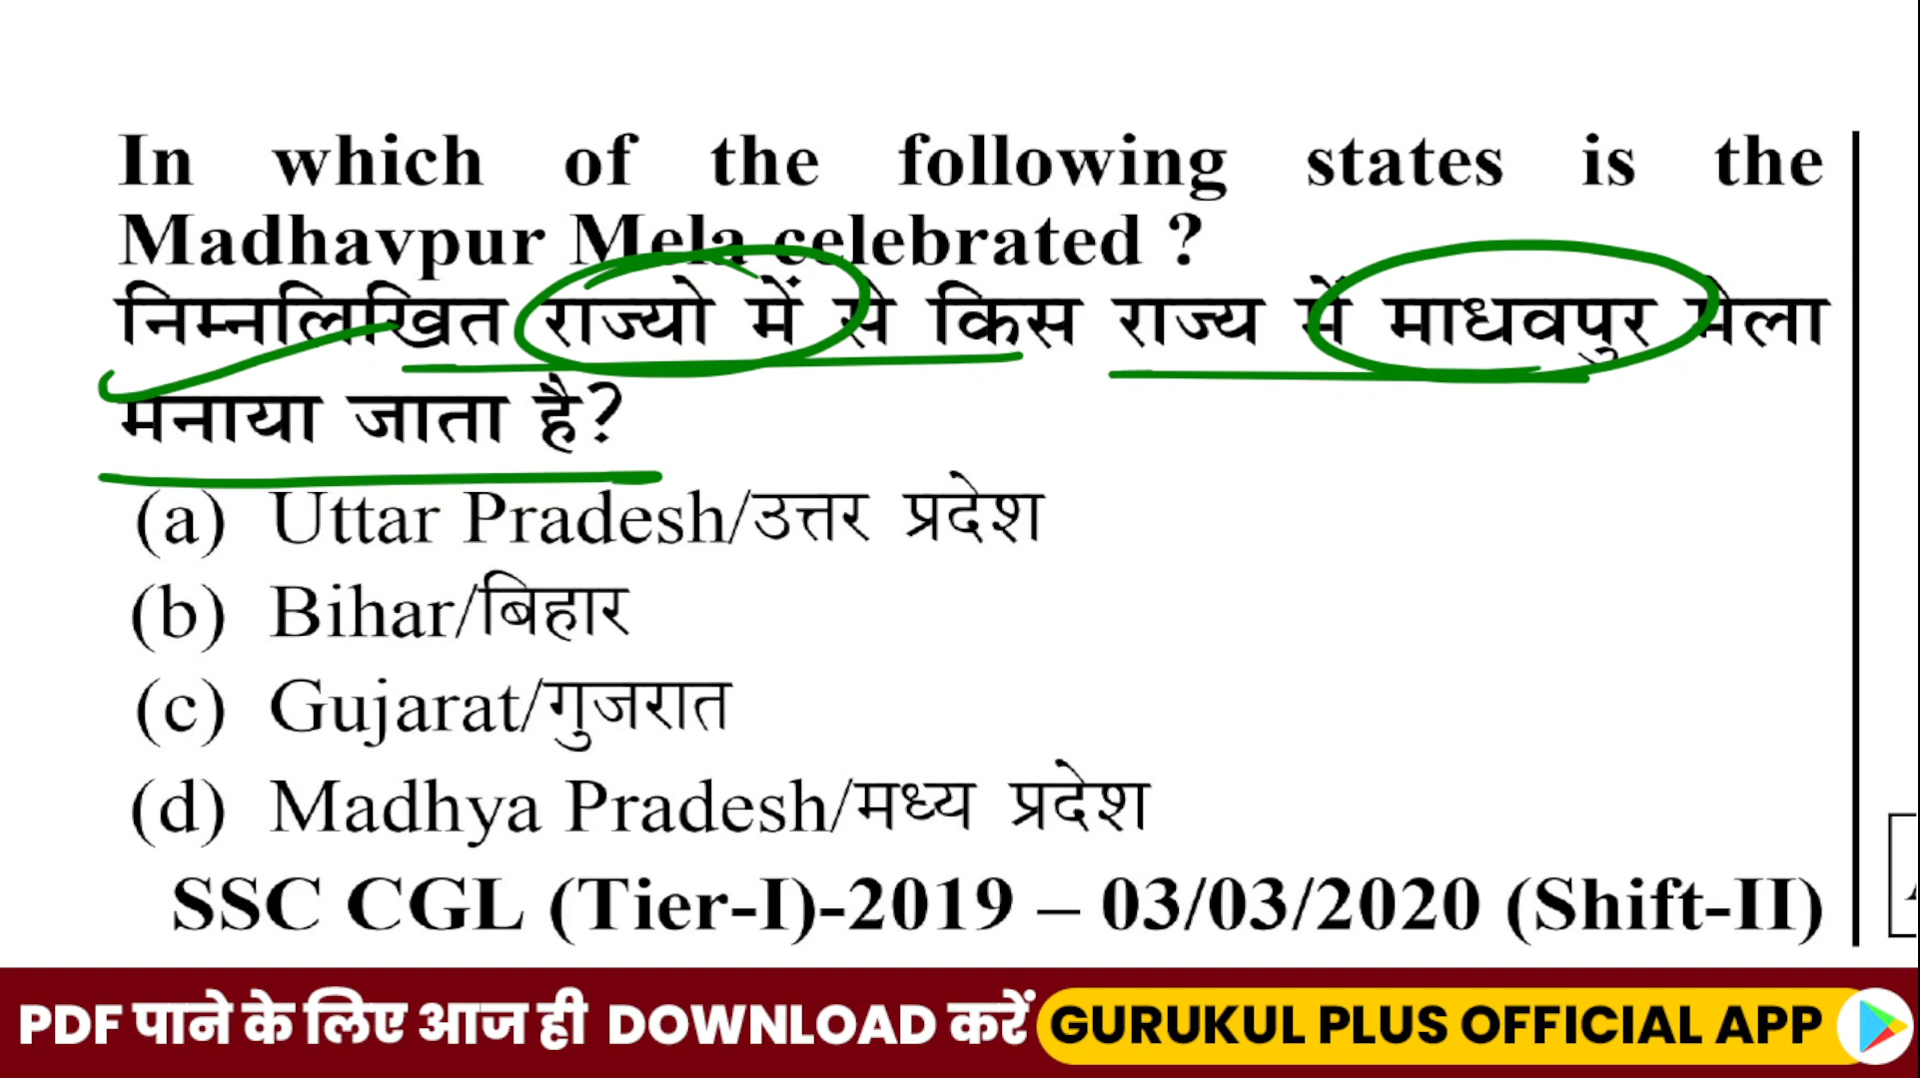 In which of the following states is the
Madhavpur Mela celebrated ?
निम्नलिखित राज्यो में से किस राज्य में माधवपुर मेला
मनाया जाता है?
(a) Uttar Pradesh/उत्तर प्रदेश
(b) Bihar/बिहार
(c) Gujarat/गुजरात
(d) Madhya Pradesh/मध्य प्रदेश
SSC CGL (Tier-I)-2019 – 03/03/2020 (Shift-II)
PDF पाने के लिए आज ही DOWNLOAD करें GURUKUL PLUS OFFICIAL APP